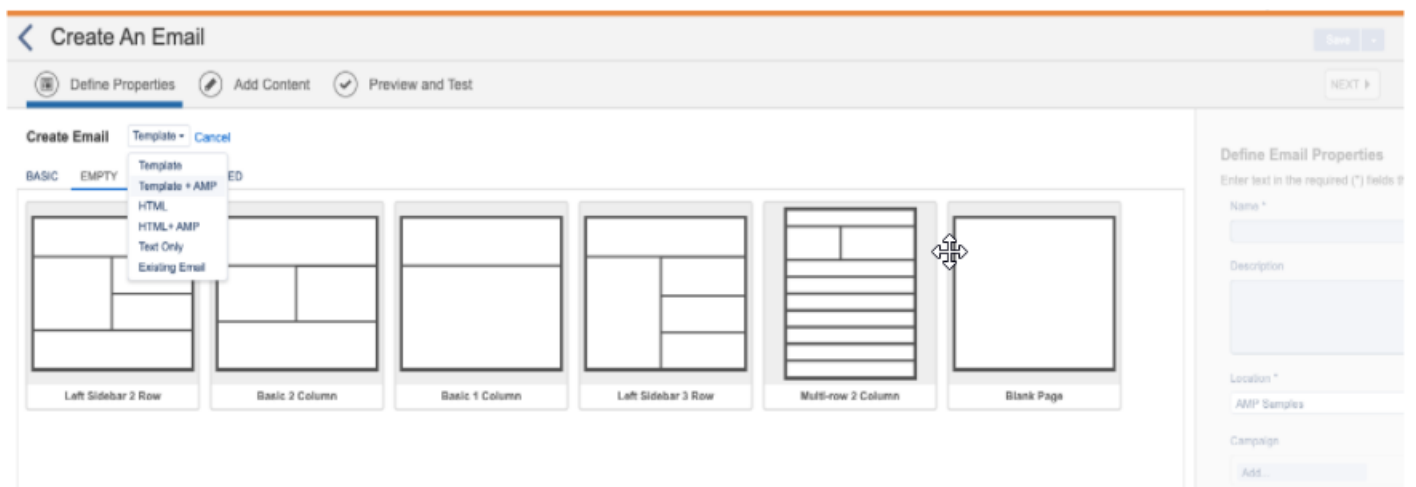 Create An Email
Save
Define Properties
Add Content
Preview and Test
NEXT
Create Email
Template
Cancel
Template
Template + AMP
HTML
HTML+ AMP
Text Only
Existing Email
BASIC
EMPTY
ED
Left Sidebar 2 Row
Basic 2 Column
Basic 1 Column
Left Sidebar 3 Row
Multi-row 2 Column
Blank Page
Define Email Properties
Enter text in the required (*) fields
Name *
Description
Location *
AMP Samples
Campaign
Add...